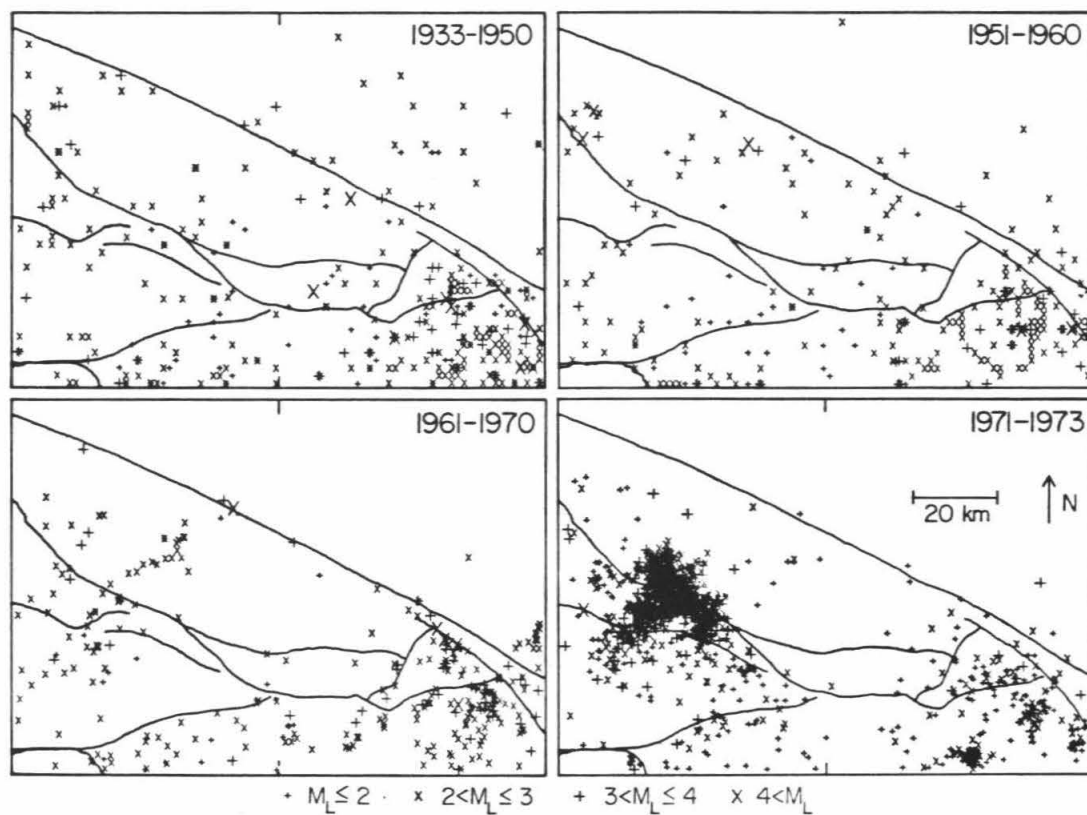 1933-1950
1951-1960
1961-1970
1971-1973
20 km
N
+ M_L ≤ 2 x 2<M_L ≤ 3 + 3<M_L ≤ 4 X 4<M_L